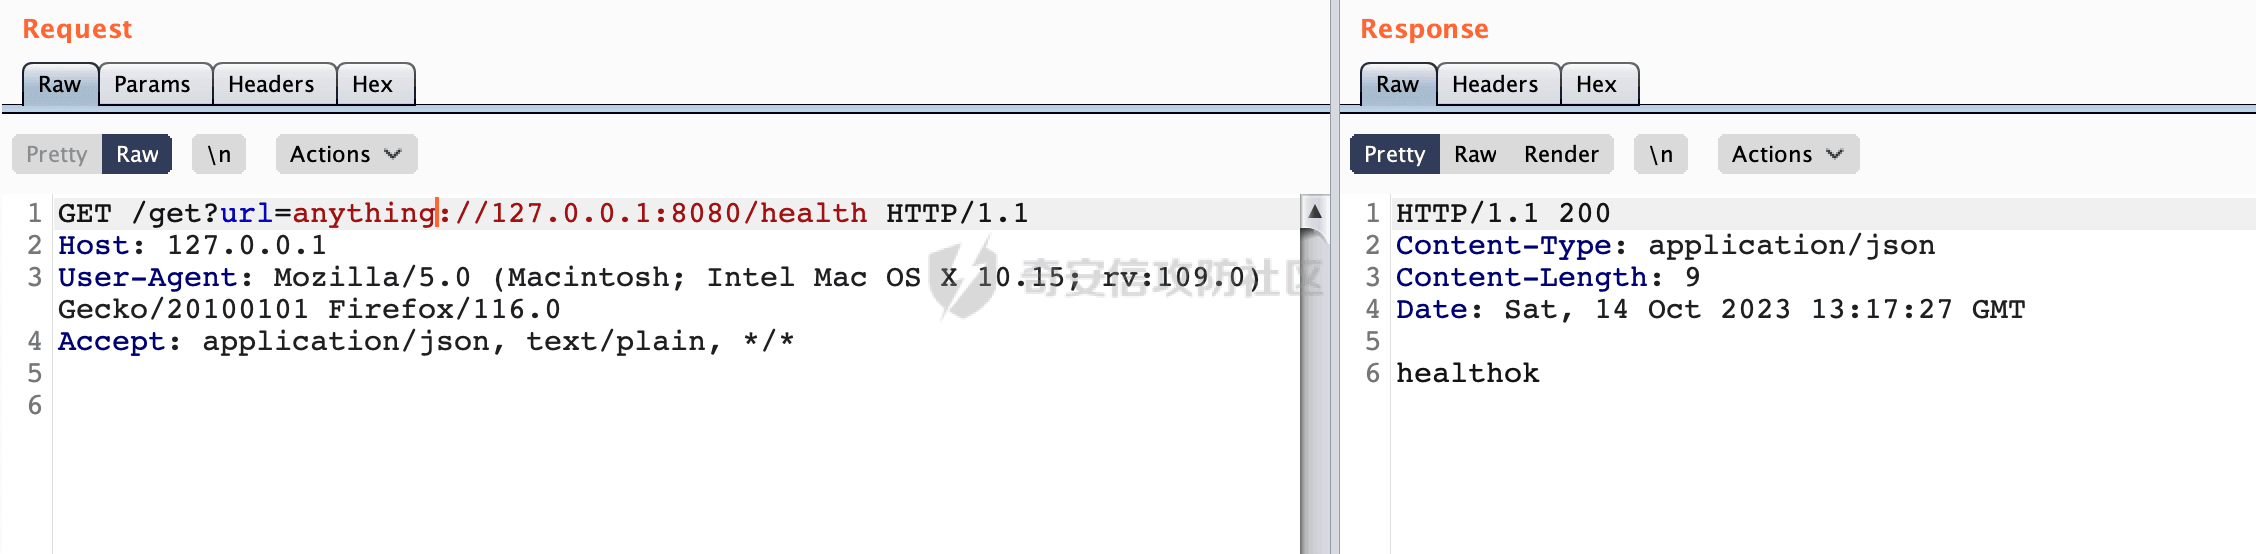 Request
Raw Params Headers Hex
Pretty Raw \n Actions
1 GET /get?url=anything://127.0.0.1:8080/health HTTP/1.1
2 Host: 127.0.0.1
3 User-Agent: Mozilla/5.0 (Macintosh; Intel Mac OS X 10.15; rv:109.0)
Gecko/20100101 Firefox/116.0
4 Accept: application/json, text/plain, */*
5
6
奇安信攻防社区
Response
Raw Headers Hex
Pretty Raw Render \n Actions
1 HTTP/1.1 200
2 Content-Type: application/json
3 Content-Length: 9
4 Date: Sat, 14 Oct 2023 13:17:27 GMT
5
6 healthok